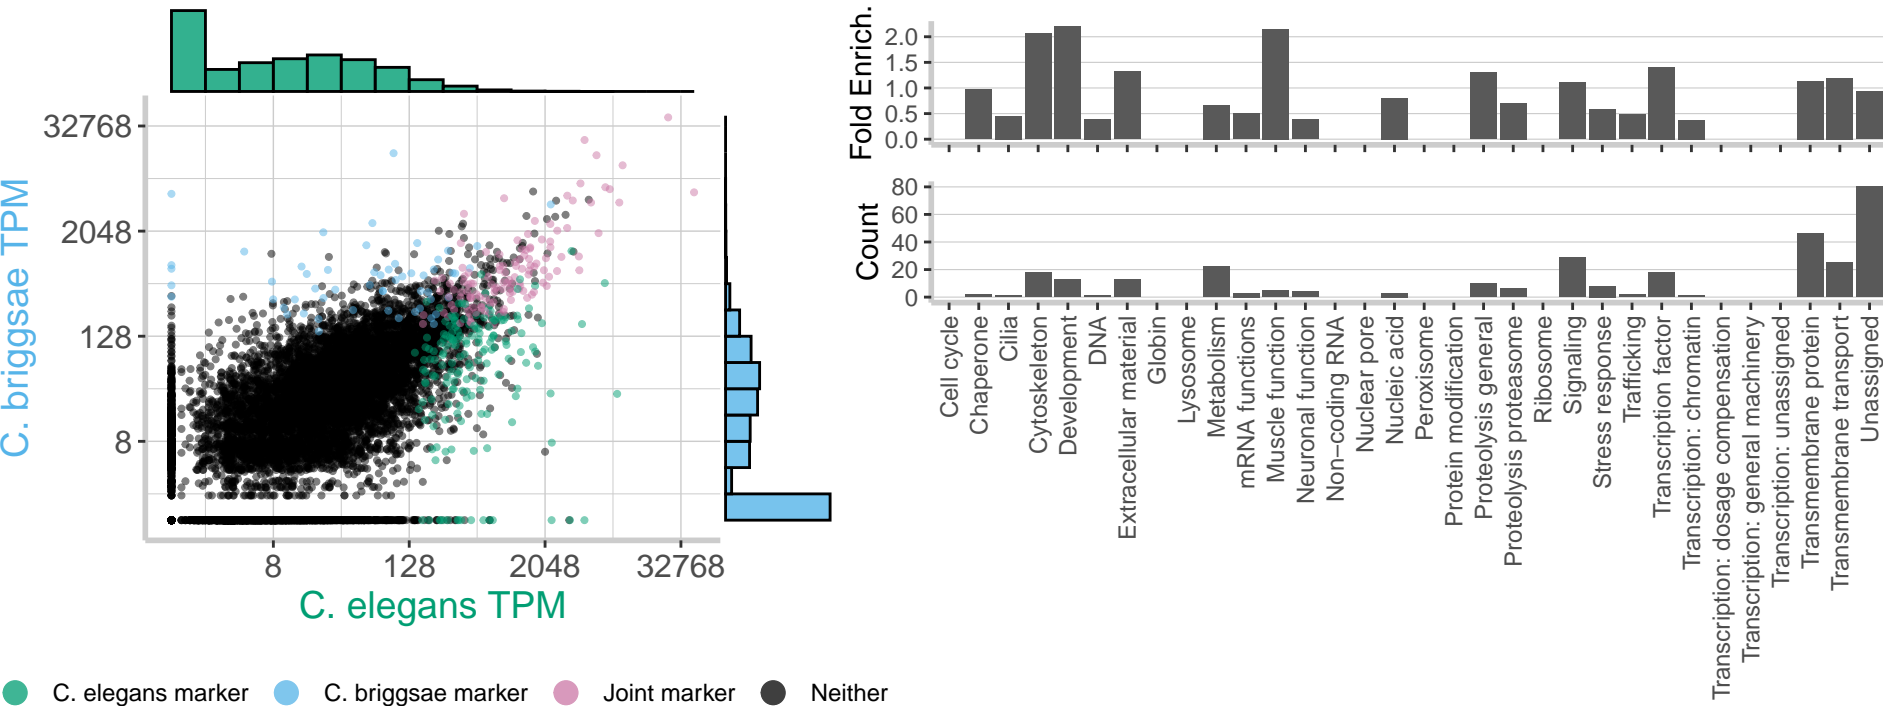 32768
2048
128
8
C. briggsae TPM
8 128 2048 32768
C. elegans TPM
C. elegans marker C. briggsae marker Joint marker Neither
Fold Enrich.
2.0
1.5
1.0
0.5
0.0
Count
80
60
40
20
0
Cell cycle
Chaperone
Cilia
Cytoskeleton
Development
DNA
Extracellular material
Globin
Lysosome
Metabolism
mRNA functions
Muscle function
Neuronal function
Non−coding RNA
Nuclear pore
Nucleic acid
Peroxisome
Protein modification
Proteolysis general
Proteolysis proteasome
Ribosome
Signaling
Stress response
Trafficking
Transcription factor
Transcription: chromatin
Transcription: dosage compensation
Transcription: general machinery
Transcription: unassigned
Transmembrane protein
Transmembrane transport
Unassigned